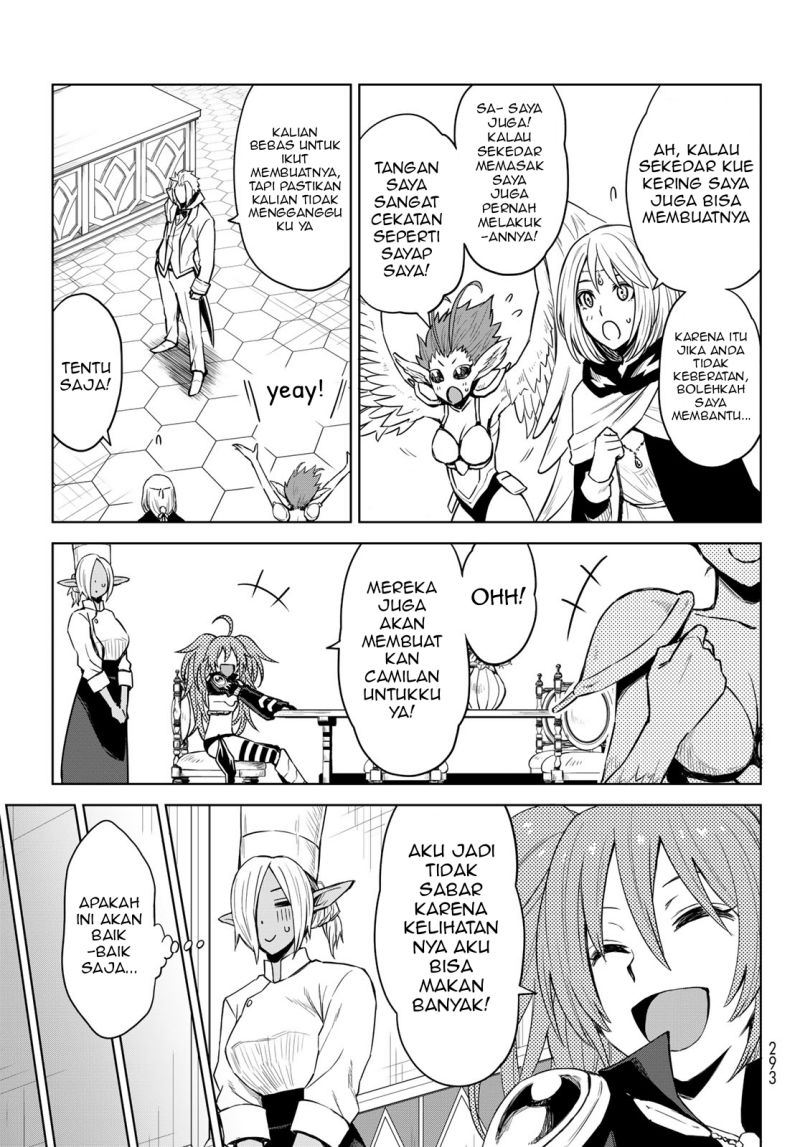 AH, KALAU
SEKEDAR KUE
KERING SAYA
JUGA BISA
MEMBUATNYA
KARENA ITU
JIKA ANDA
TIDAK
KEBERATAN,
BOLEHKAH
SAYA
MEMBANTU...
SA- SAYA
JUGA!
KALAU
SEKEDAR
MEMASAK
SAYA
JUGA
PERNAH
MELAKUK
-ANNYA!
TANGAN
SAYA
SANGAT
CEKATAN
SEPERTI
SAYAP
SAYA!
KALIAN
BEBAS UNTUK
IKUT
MEMBUATNYA,
TAPI PASTIKAN
KALIAN TIDAK
MENGGANGGU
KU YA
yeay!
TENTU
SAJA!
OHH!
MEREKA
JUGA
AKAN
MEMBUAT
KAN
CAMILAN
UNTUKKU
YA!
AKU JADI
TIDAK
SABAR
KARENA
KELIHATAN
NYA AKU
BISA
MAKAN
BANYAK!
APAKAH
INI AKAN
BAIK
-BAIK
SAJA...
293